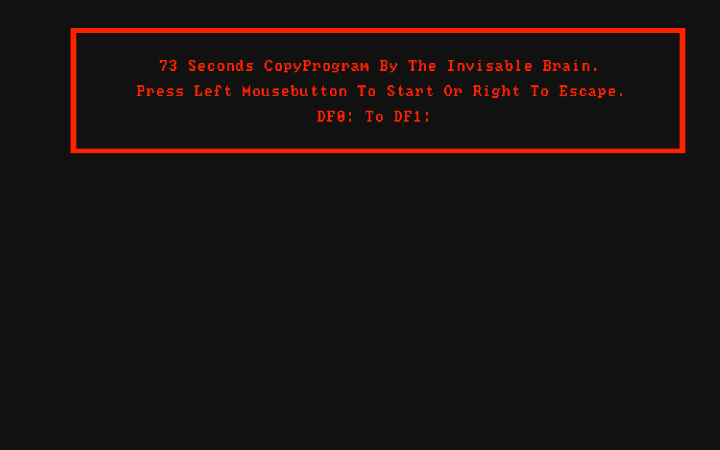 73 Seconds CopyProgram By The Invisable Brain.
Press Left Mousebutton To Start Or Right To Escape.
DF0: To DF1: